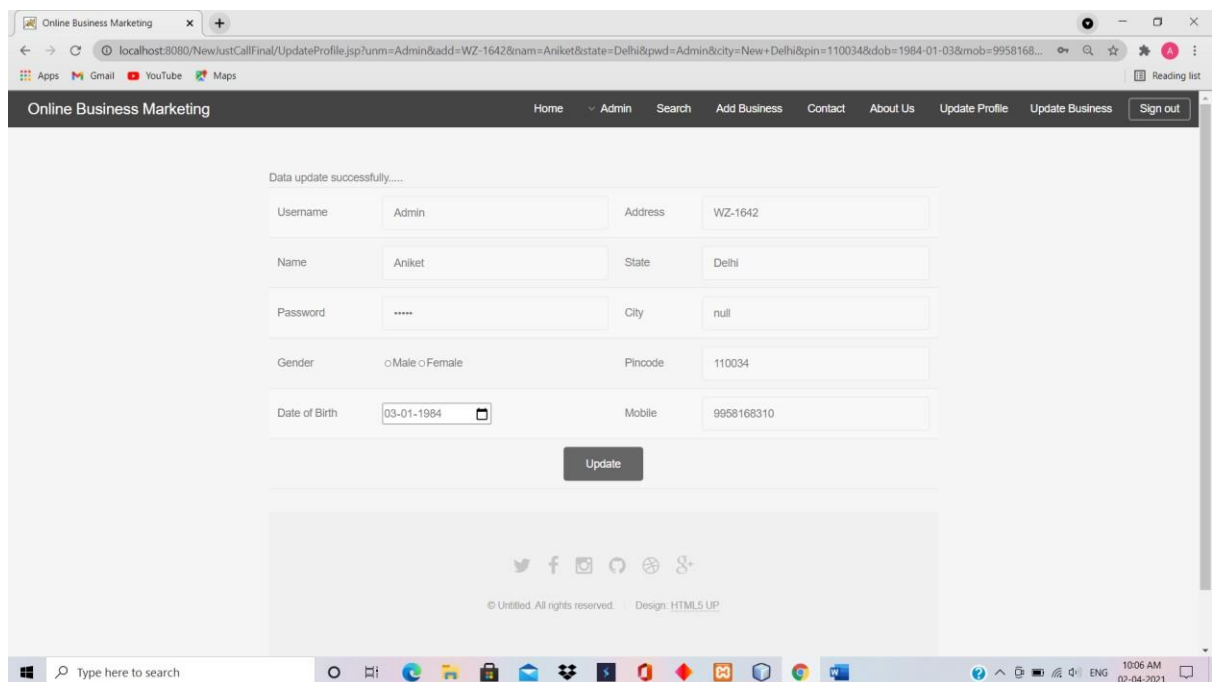 Online Business Marketing
localhost:8080/NewJustCallFinal/UpdateProfile.jsp?unm=Admin&add=WZ-1642&nam=Aniket&state=Delhi&pwd=Admin&city=New+Delhi&pin=110034&dob=1984-01-03&mob=9958168...
A
Apps Gmail YouTube Maps Reading list
Online Business Marketing Home Admin Search Add Business Contact About Us Update Profile Update Business Sign out
Data update successfully.....
Username Admin Address WZ-1642
Name Aniket State Delhi
Password ••••• City null
Gender Male Female Pincode 110034
Date of Birth 03-01-1984 Mobile 9958168310
Update
© Untitled. All rights reserved. Design: HTML5 UP
Type here to search ENG 10:06 AM
02-04-2021